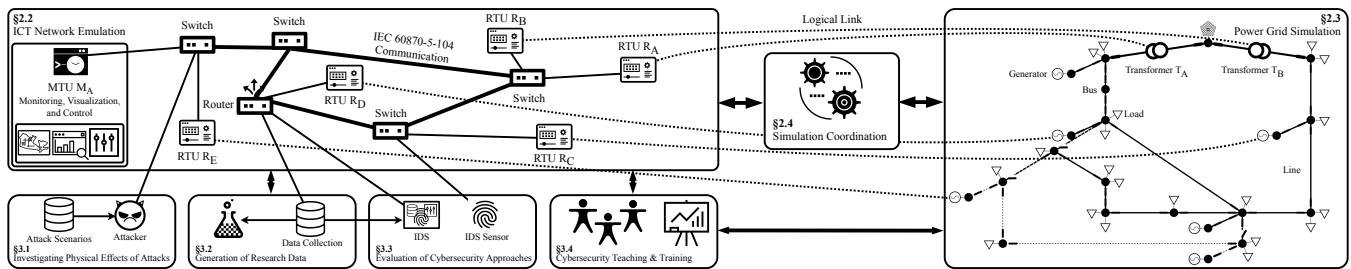 §2.2
ICT Network Emulation
MTU MA
Monitoring, Visualization,
and Control
Switch
Switch
IEC 60870-5-104
Communication
RTU RB
RTU RA
Switch
Router
RTU RD
Switch
RTU RE
RTU RC
Logical Link
§2.4
Simulation Coordination
§2.3
Power Grid Simulation
Generator
Transformer TA
Transformer TB
Bus
Load
Line
Attack Scenarios
Attacker
§3.1
Investigating Physical Effects of Attacks
Data Collection
§3.2
Generation of Research Data
IDS
IDS Sensor
§3.3
Evaluation of Cybersecurity Approaches
§3.4
Cybersecurity Teaching & Training